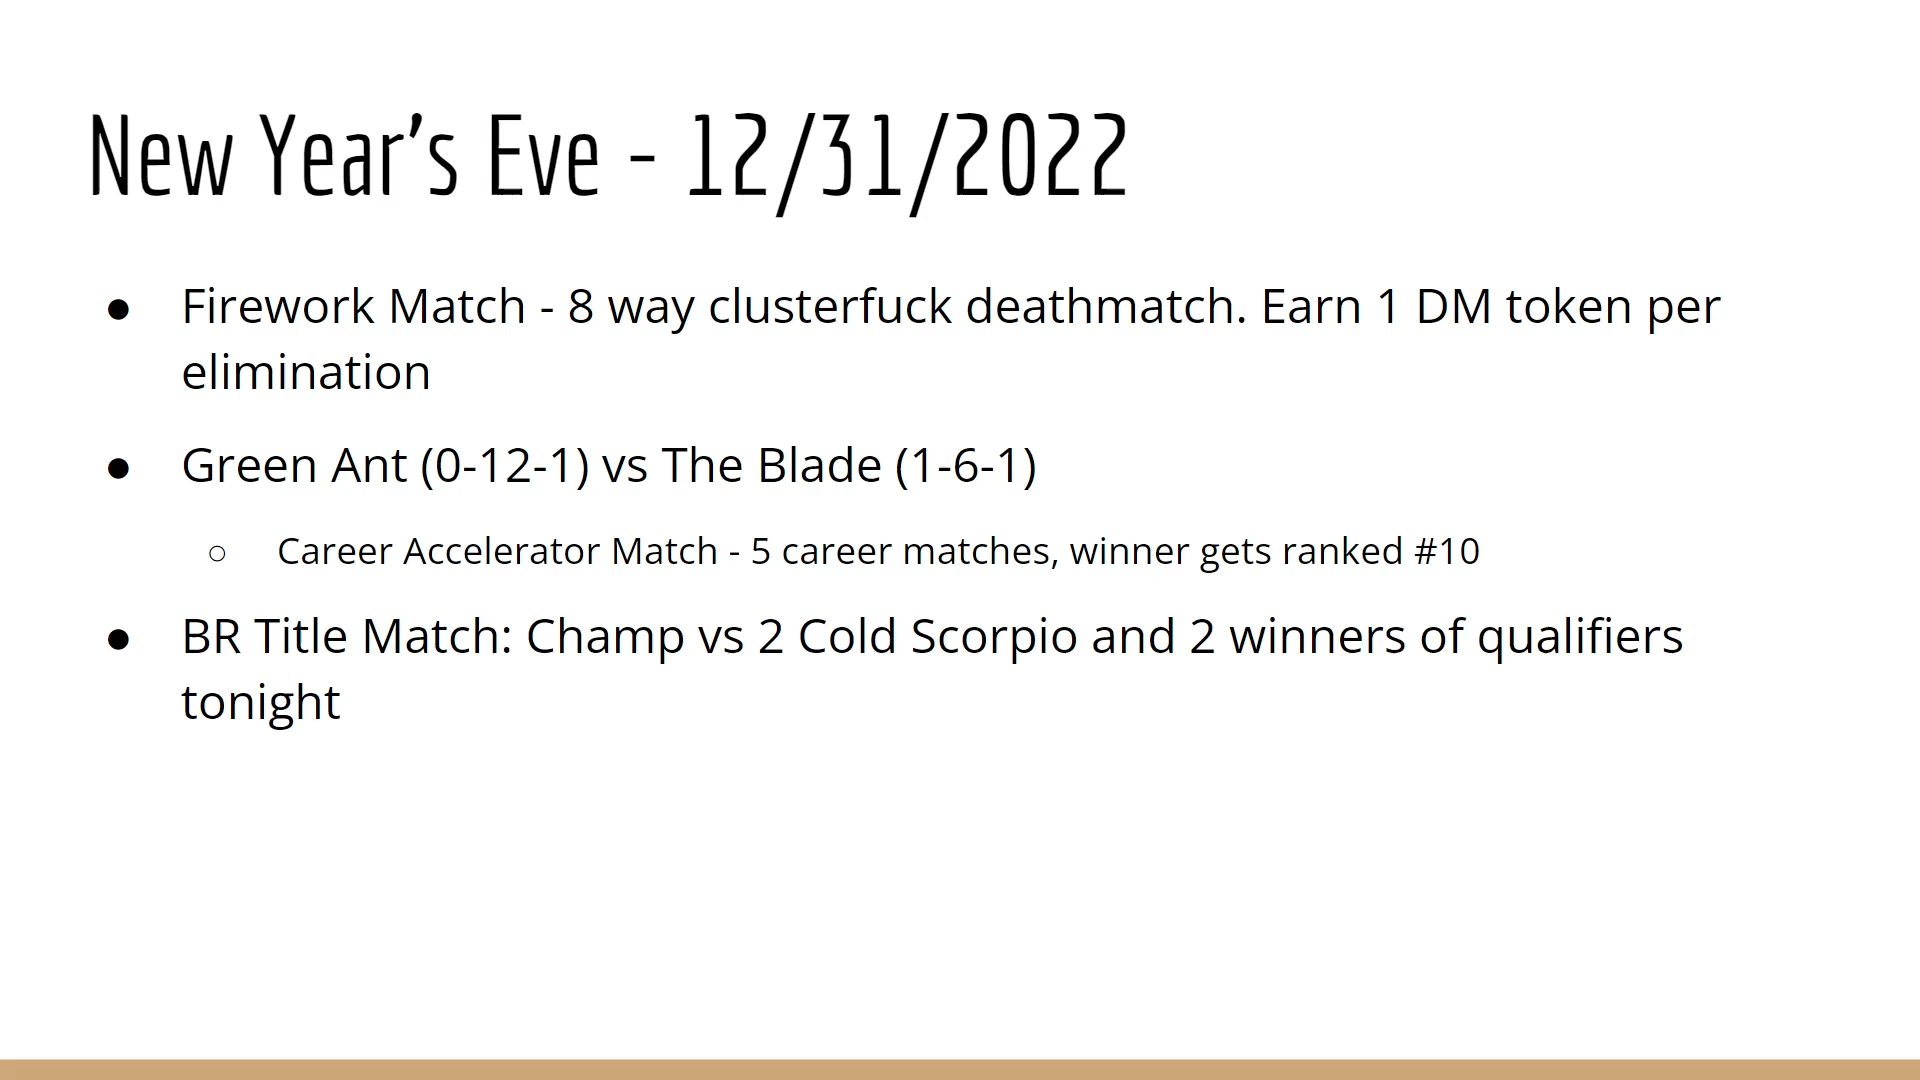 New Year's Eve - 12/31/2022
● Firework Match - 8 way clusterfuck deathmatch. Earn 1 DM token per
elimination
● Green Ant (0-12-1) vs The Blade (1-6-1)
○ Career Accelerator Match - 5 career matches, winner gets ranked #10
● BR Title Match: Champ vs 2 Cold Scorpio and 2 winners of qualifiers
tonight